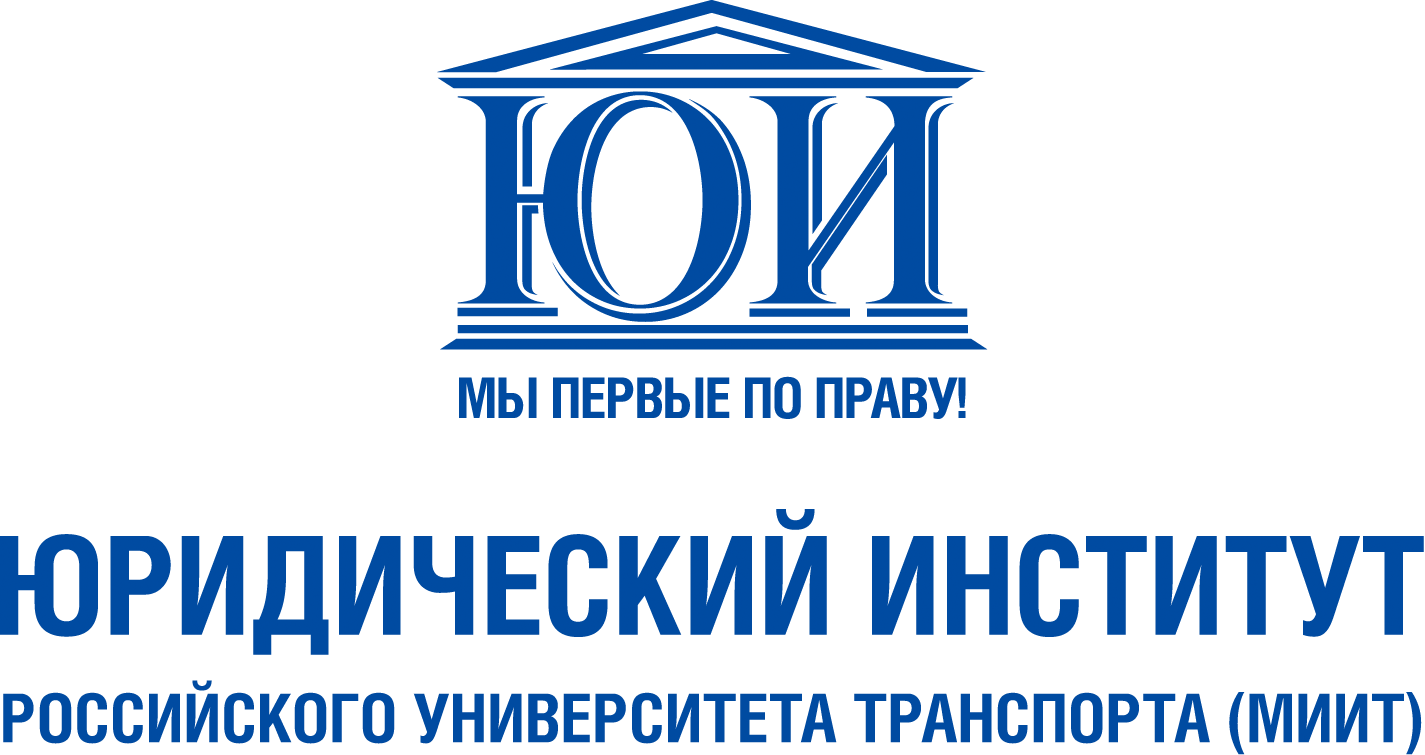 ЮИ
МЫ ПЕРВЫЕ ПО ПРАВУ!
ЮРИДИЧЕСКИЙ ИНСТИТУТ
РОССИЙСКОГО УНИВЕРСИТЕТА ТРАНСПОРТА (МИИТ)